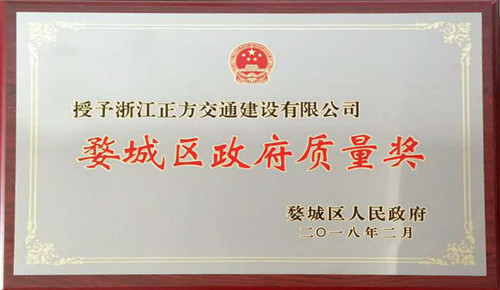 授予浙江正方交通建设有限公司
婺城区政府质量奖
婺城区人民政府
二〇一八年二月